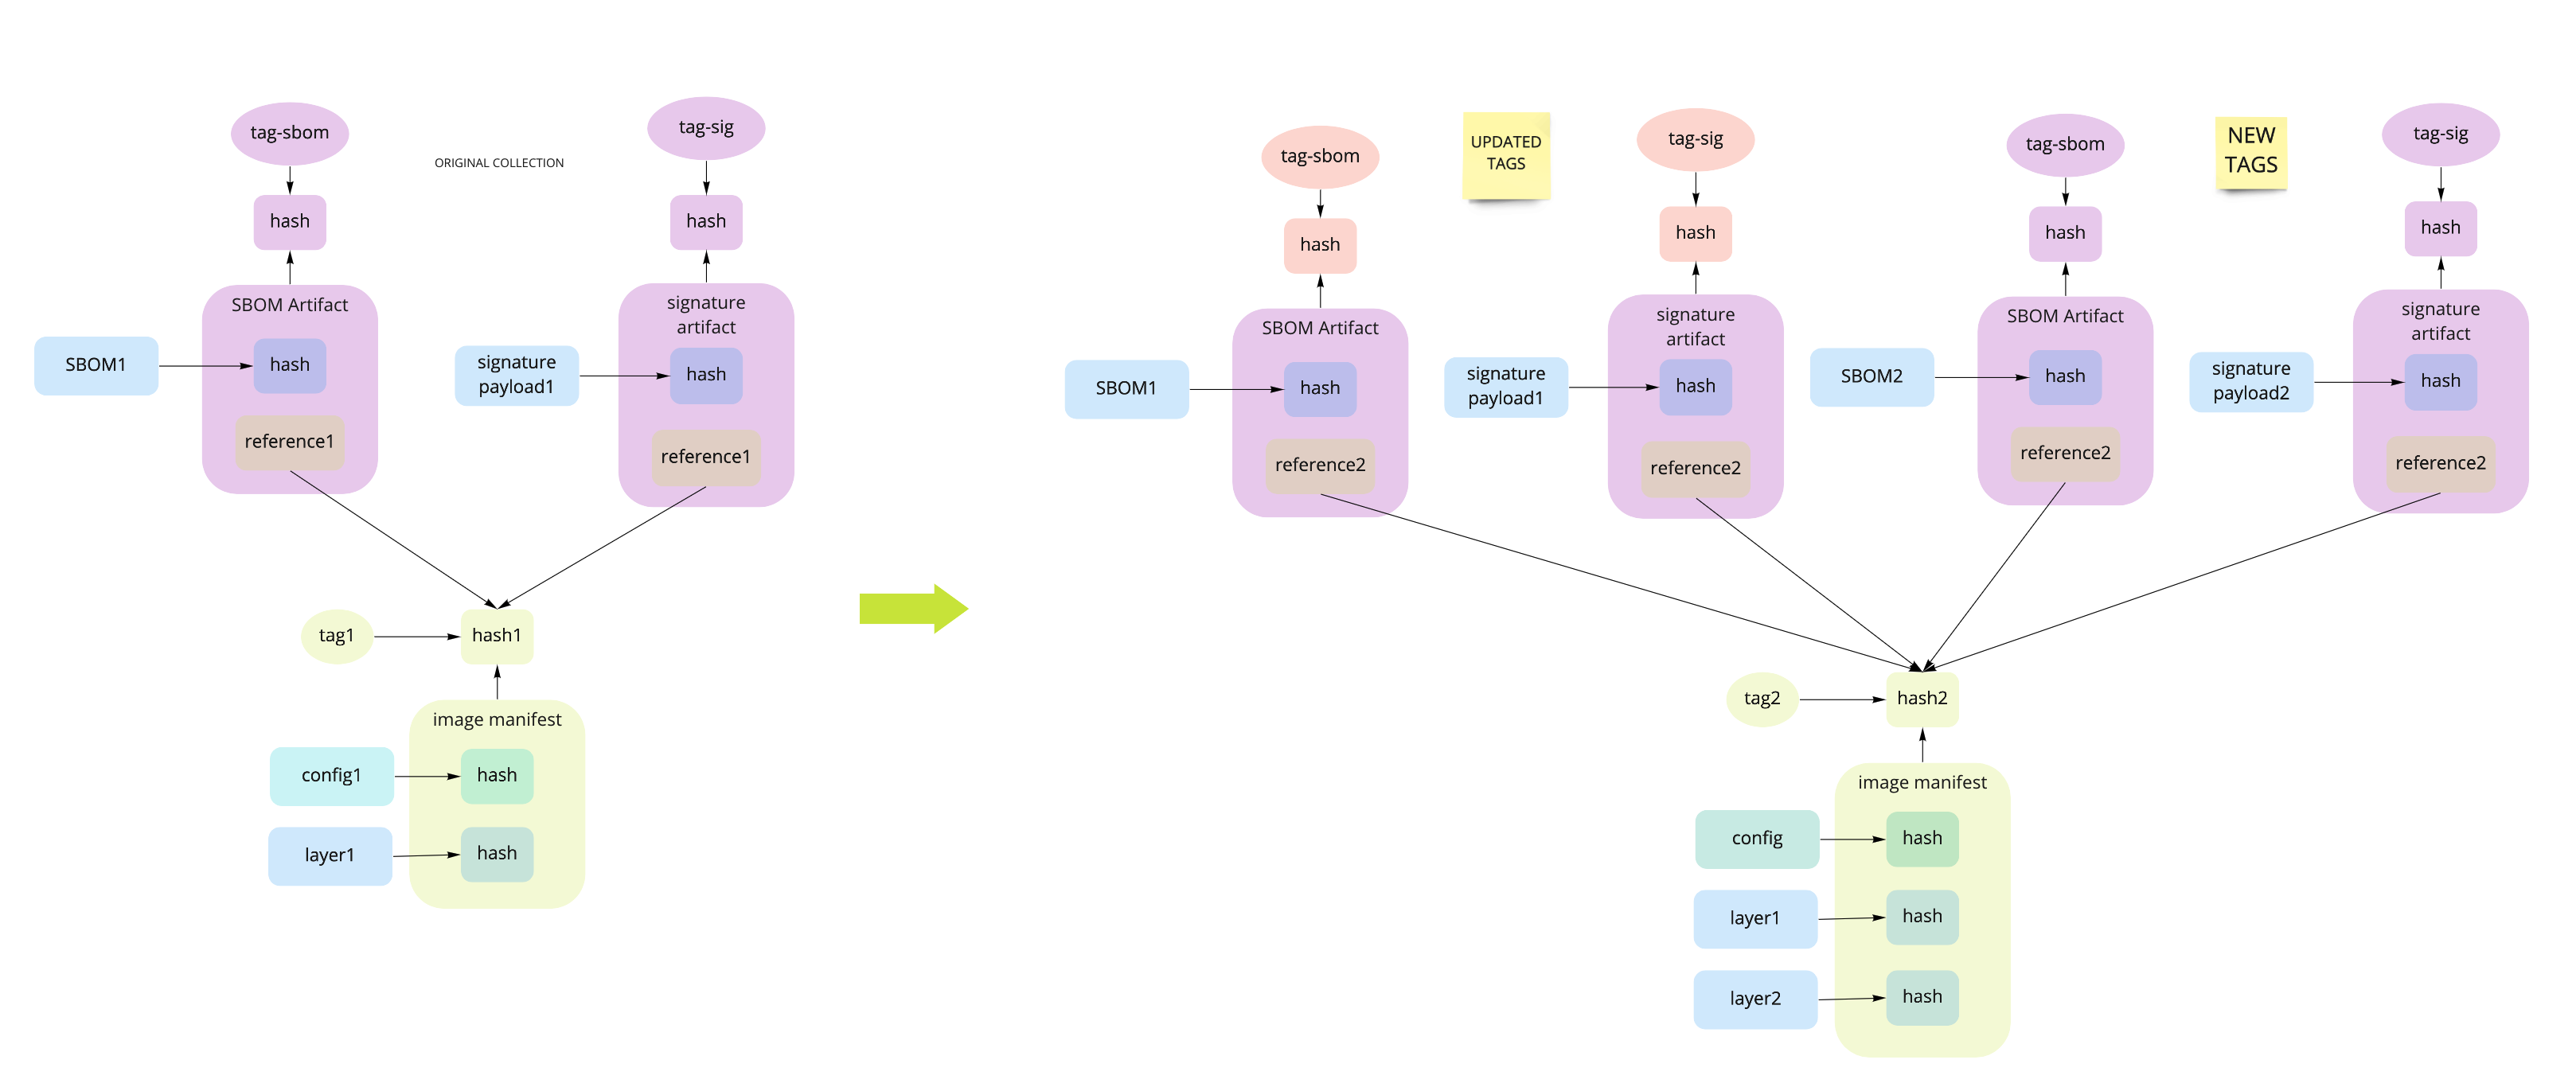 ORIGINAL COLLECTION
tag-sbom
hash
SBOM Artifact
SBOM1
hash
reference1
tag-sig
hash
signature
artifact
signature
payload1
hash
reference1
tag1
hash1
image manifest
config1
hash
layer1
hash
tag-sbom
hash
SBOM Artifact
SBOM1
hash
reference2
UPDATED
TAGS
tag-sig
hash
signature
artifact
signature
payload1
hash
reference2
tag-sbom
hash
SBOM Artifact
SBOM2
hash
reference2
NEW
TAGS
tag-sig
hash
signature
artifact
signature
payload2
hash
reference2
tag2
hash2
image manifest
config
hash
layer1
hash
layer2
hash